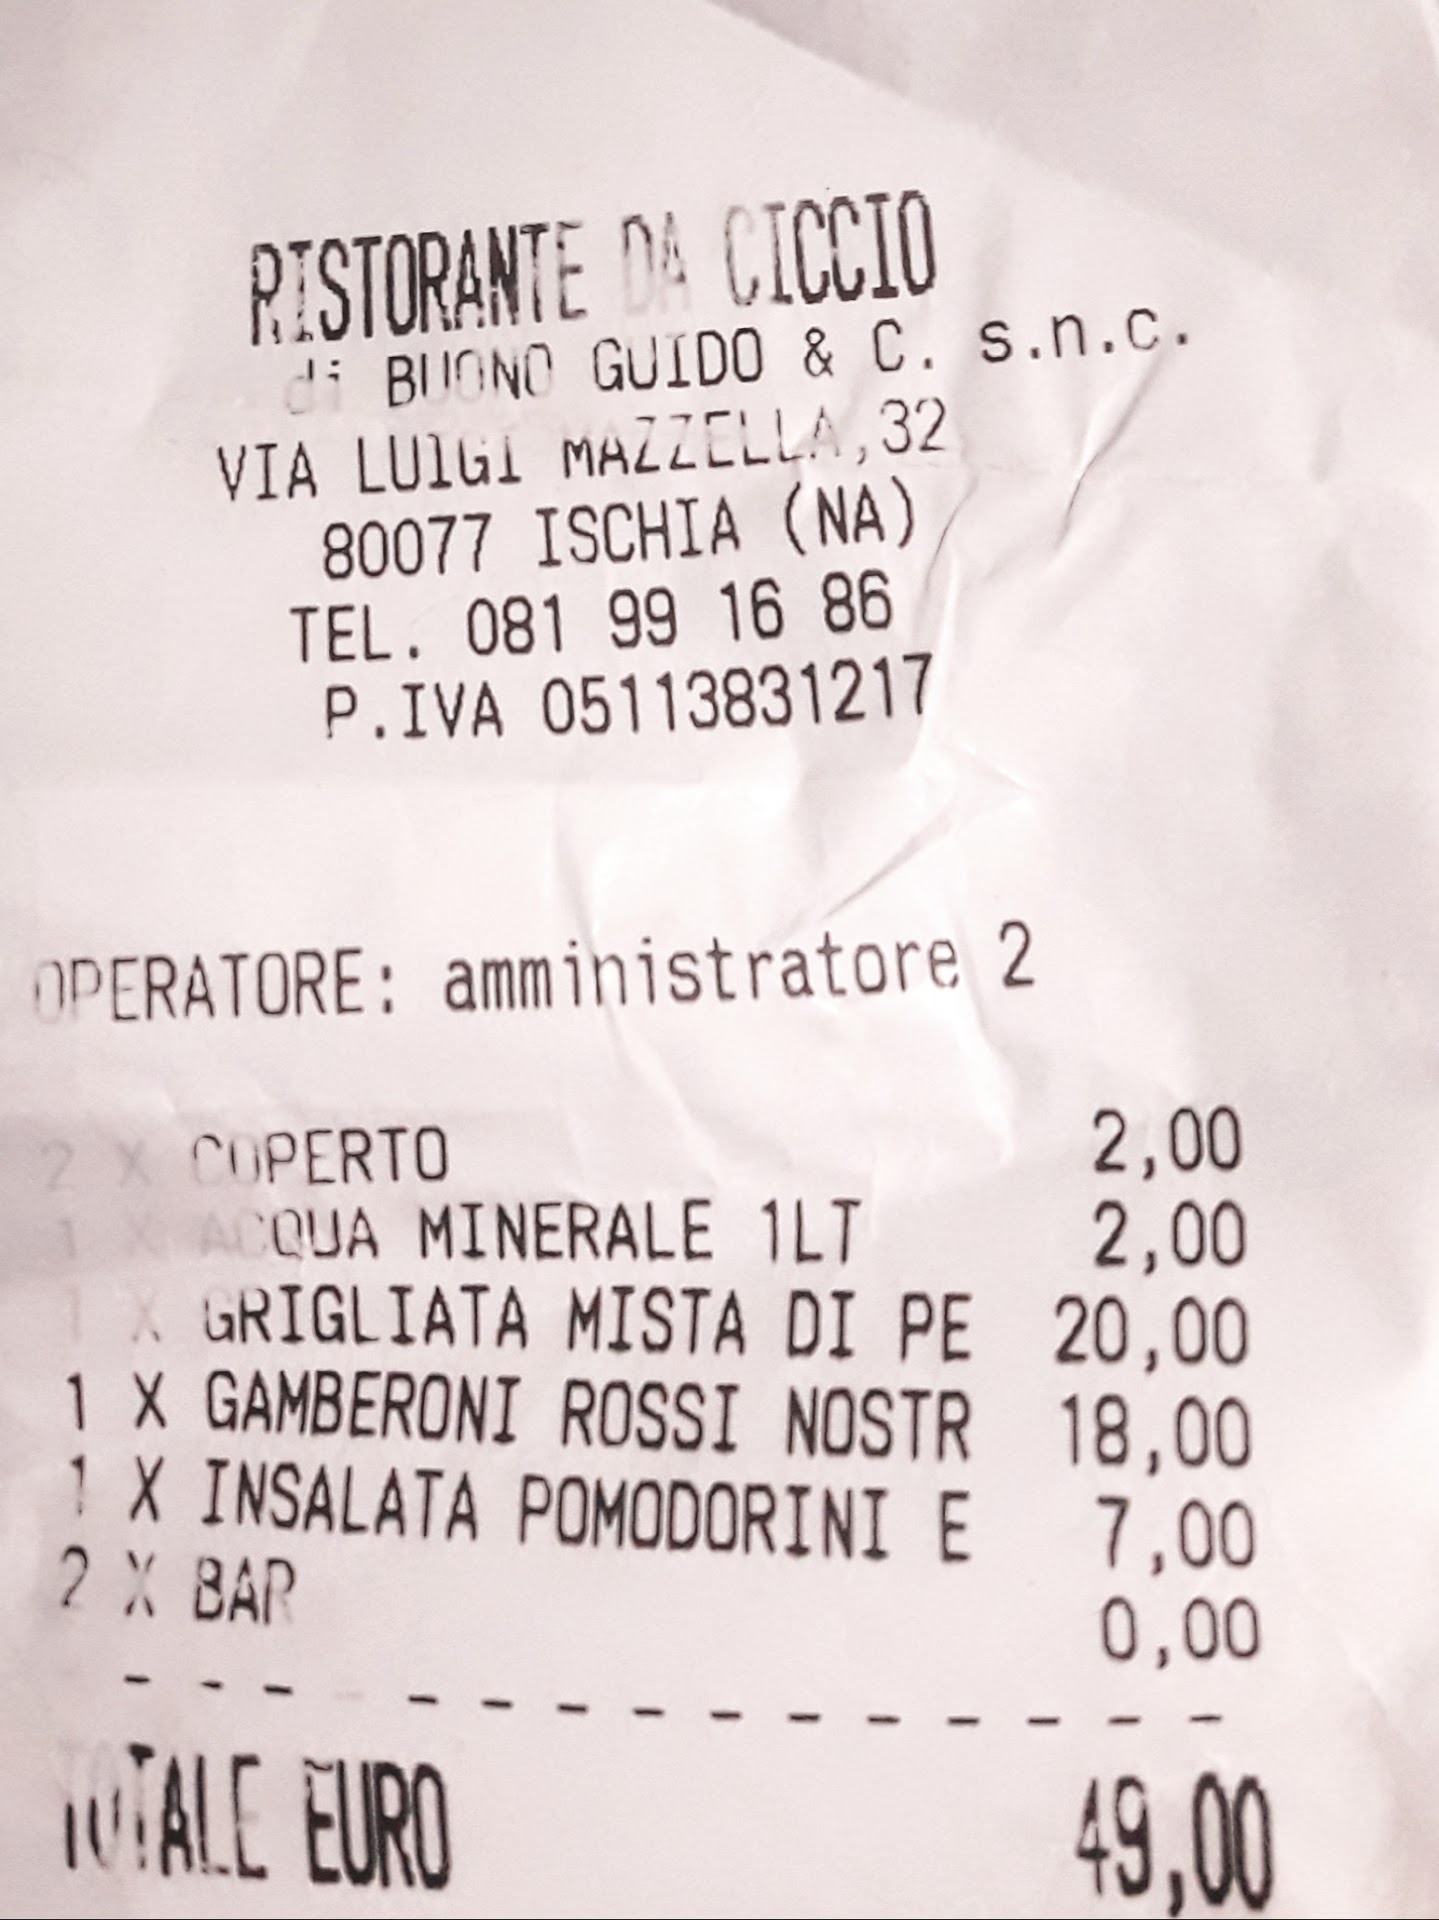 RISTORANTE DA CICCIO
di BUONO GUIDO & C. s.n.c.
VIA LUIGI MAZZELLA,32
80077 ISCHIA (NA)
TEL. 081 99 16 86
P.IVA 05113831217
OPERATORE: amministratore 2
2 X COPERTO 2,00
1 X ACQUA MINERALE 1LT 2,00
1 X GRIGLIATA MISTA DI PE 20,00
1 X GAMBERONI ROSSI NOSTR 18,00
1 X INSALATA POMODORINI E 7,00
2 X BAR 0,00
TOTALE EURO 49,00